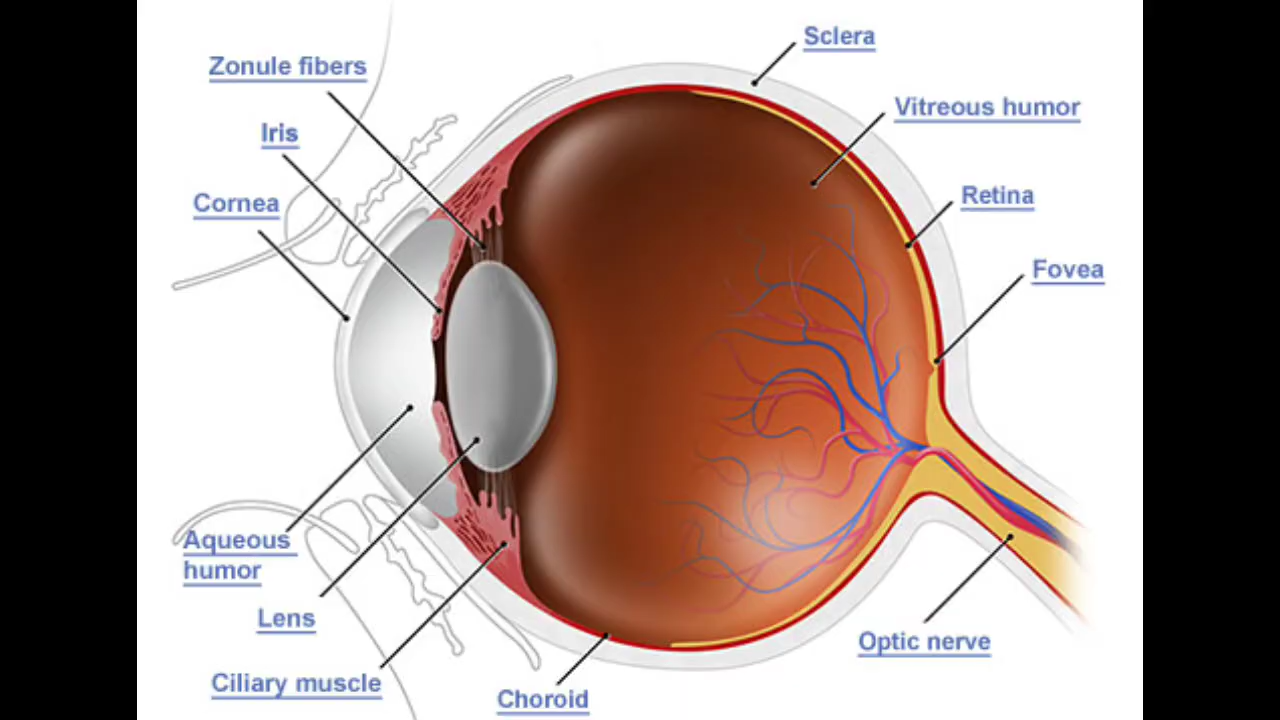 Sclera
Zonule fibers
Vitreous humor
Iris
Retina
Cornea
Fovea
Aqueous
humor
Lens
Optic nerve
Ciliary muscle
Choroid